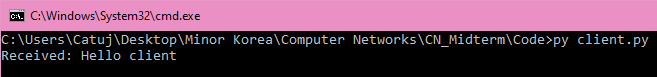 C:\Windows\System32\cmd.exe
C:\Users\Catuj\Desktop\Minor Korea\Computer Networks\CN_Midterm\Code>py client.py
Received: Hello client